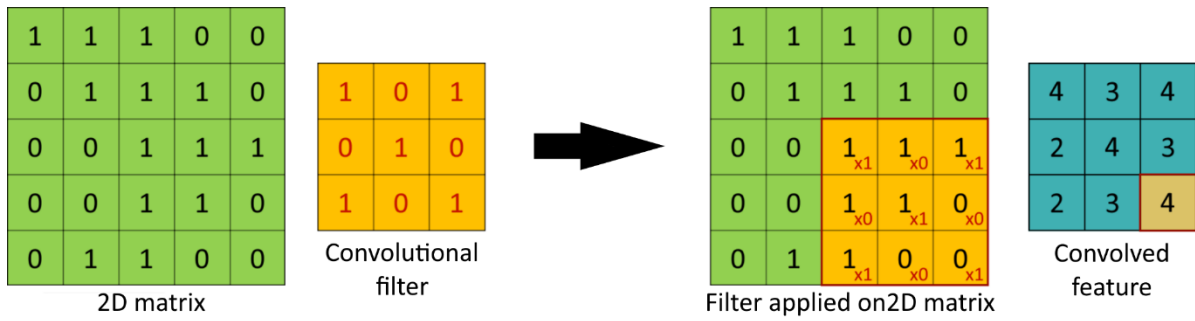 1 1 1 0 0
0 1 1 1 0
0 0 1 1 1
0 0 1 1 0
0 1 1 0 0
2D matrix
1 0 1
0 1 0
1 0 1
Convolutional
filter
1 1 1 0 0
0 1 1 1 0
0 0 1x1 1x0 1x1
0 0 1x0 1x1 0x0
0 1 1x1 0x0 0x1
Filter applied on2D matrix
4 3 4
2 4 3
2 3 4
Convolved
feature